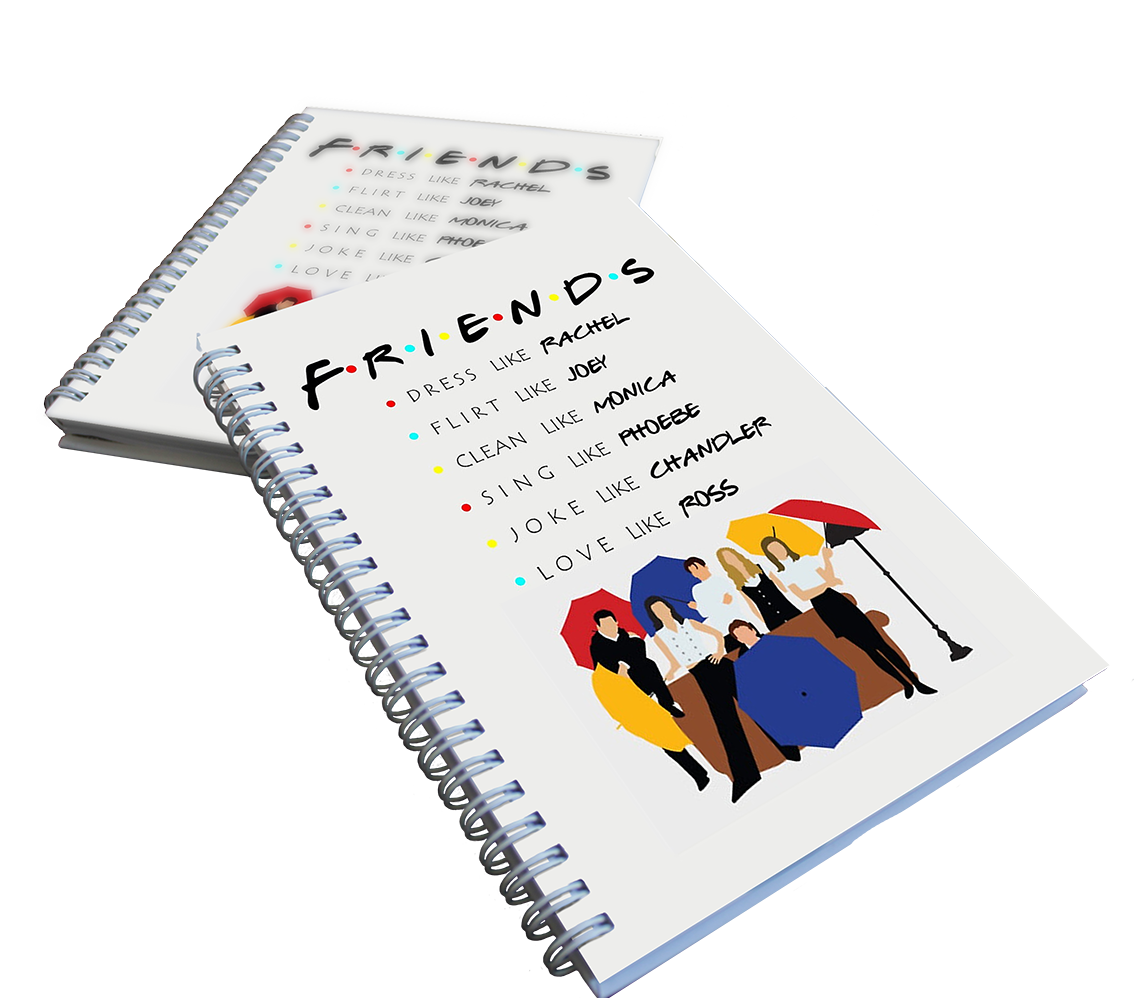 F·R·I·E·N·D·S
• DRESS LIKE RACHEL
• FLIRT LIKE JOEY
• CLEAN LIKE MONICA
• SING LIKE
• JOKE LIKE
• LOVE
F·R·I·E·N·D·S
• DRESS LIKE RACHEL
• FLIRT LIKE JOEY
• CLEAN LIKE MONICA
• SING LIKE PHOEBE
• JOKE LIKE CHANDLER
• LOVE LIKE ROSS